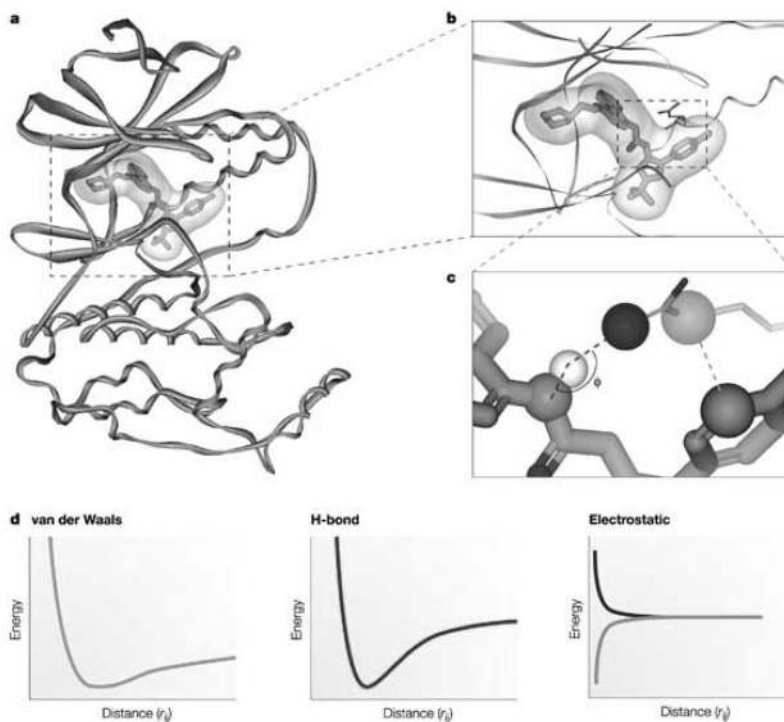 a
b
c
ϕ
d van der Waals
H-bond
Electrostatic
Energy
Distance (rij)
Energy
Distance (rij)
Energy
Distance (rij)